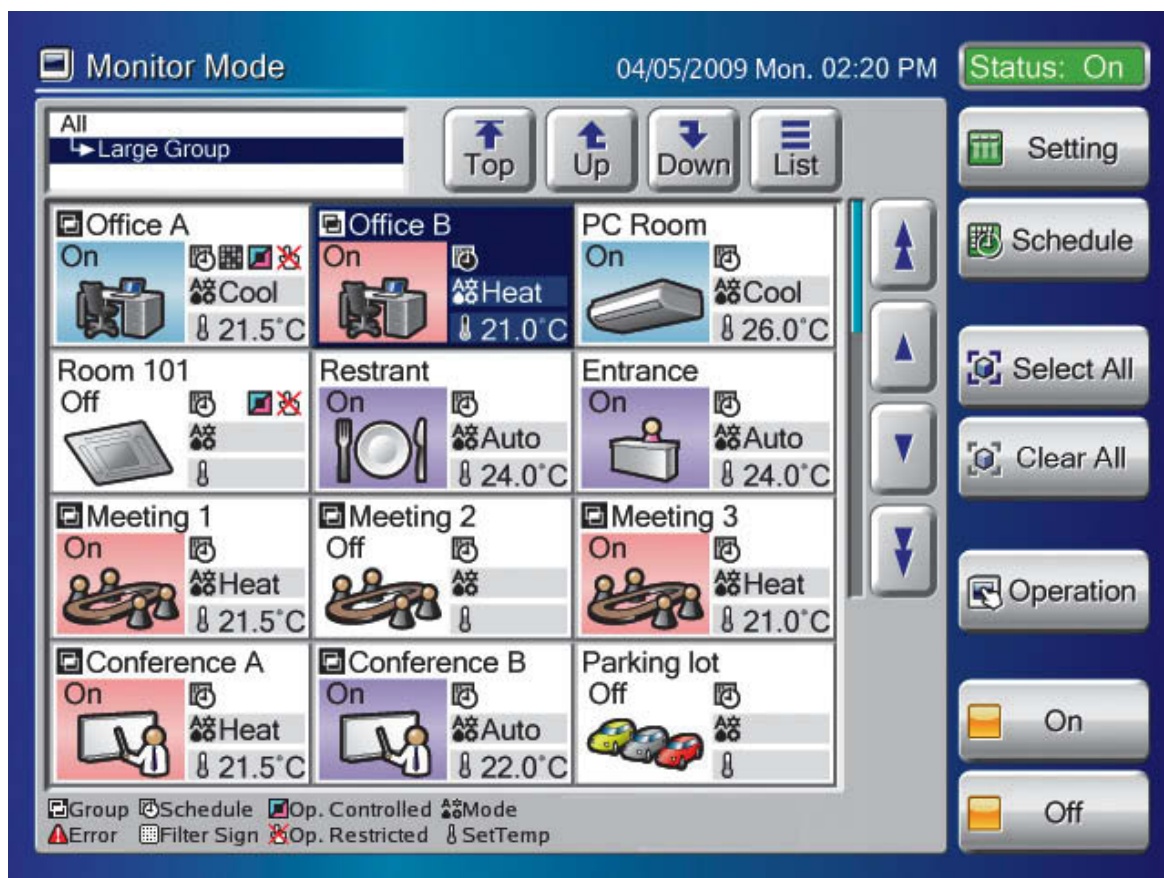 Monitor Mode
04/05/2009 Mon. 02:20 PM
Status: On
All
Large Group
Top
Up
Down
List
Setting
Schedule
Select All
Clear All
Operation
On
Off
Office A
On
Cool
21.5°C
Office B
On
Heat
21.0°C
PC Room
On
Cool
26.0°C
Room 101
Off
Restrant
On
Auto
24.0°C
Entrance
On
Auto
24.0°C
Meeting 1
On
Heat
21.5°C
Meeting 2
Off
Meeting 3
On
Heat
21.0°C
Conference A
On
Heat
21.5°C
Conference B
On
Auto
22.0°C
Parking lot
Off
Group Schedule Op. Controlled Mode
Error Filter Sign Op. Restricted SetTemp